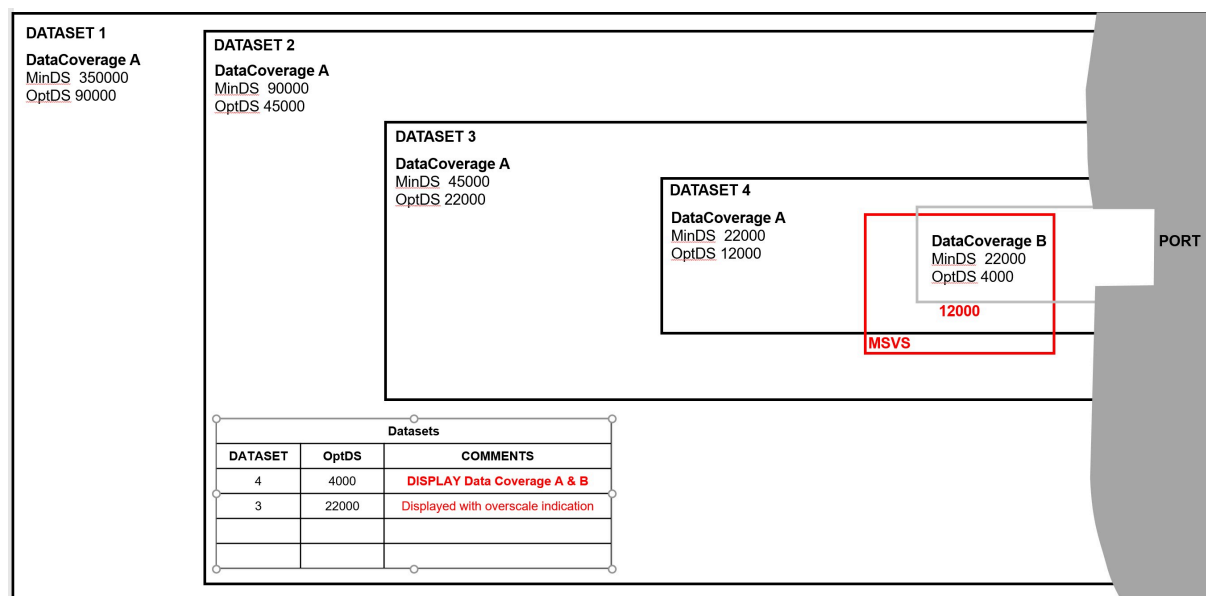 DATASET 1
DataCoverage A
MinDS 350000
OptDS 90000
DATASET 2
DataCoverage A
MinDS 90000
OptDS 45000
DATASET 3
DataCoverage A
MinDS 45000
OptDS 22000
DATASET 4
DataCoverage A
MinDS 22000
OptDS 12000
DataCoverage B
MinDS 22000
OptDS 4000
12000
MSVS
PORT
Datasets
DATASET OptDS COMMENTS
4 4000 DISPLAY Data Coverage A & B
3 22000 Displayed with overscale indication